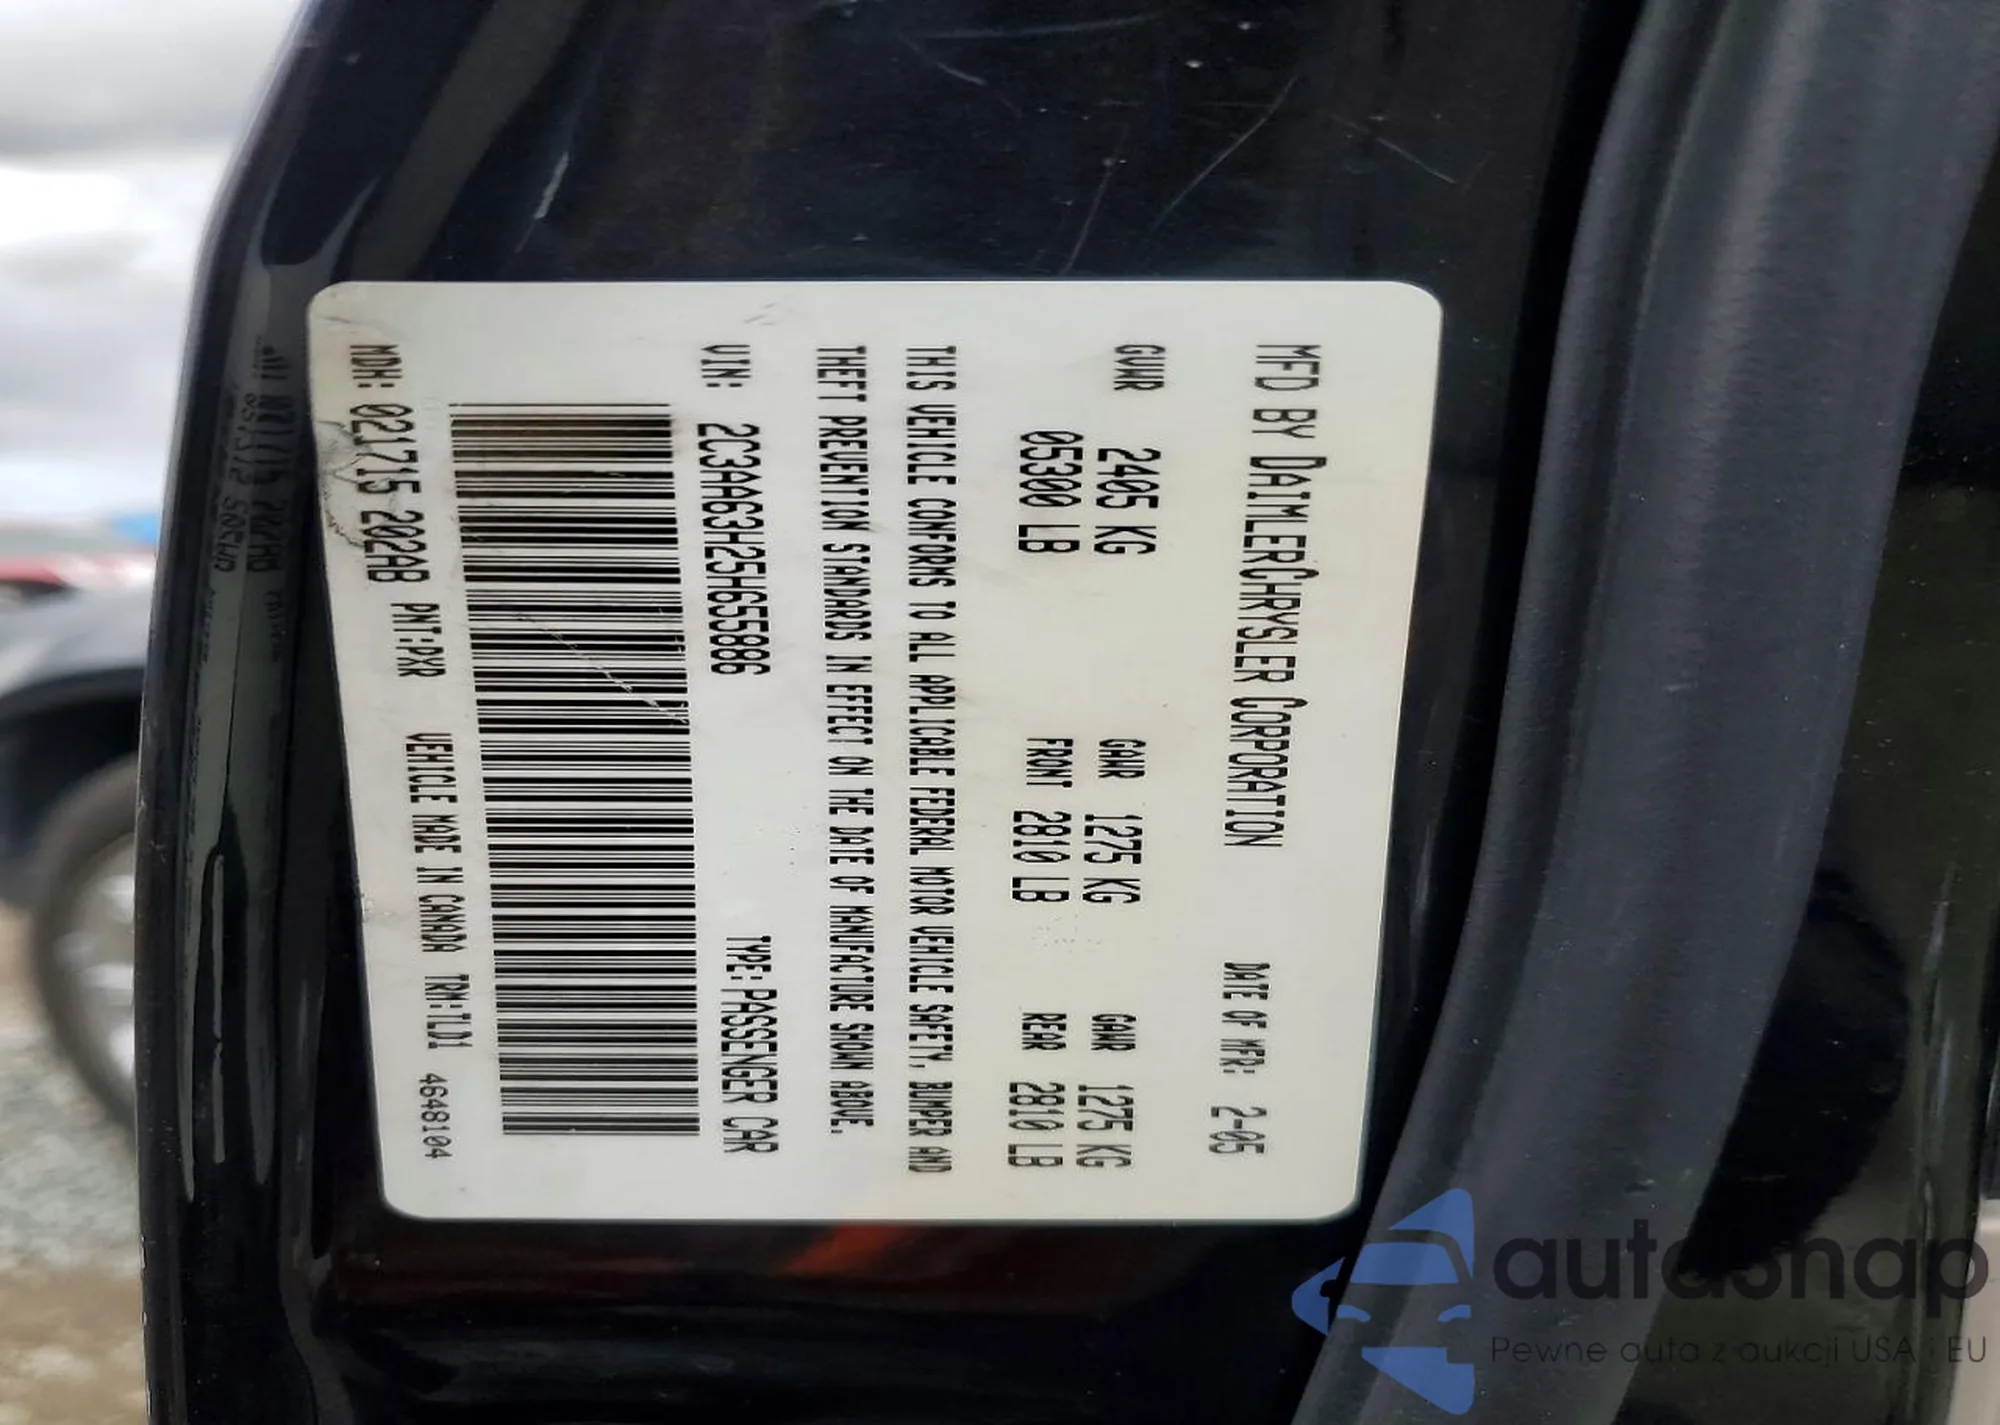 MFD BY DAIMLERCHRYSLER CORPORATION DATE OF MFR: 2-05
GVWR 2405 KG GAWR 1275 KG GAWR 1275 KG
05300 LB FRONT 2810 LB REAR 2810 LB
THIS VEHICLE CONFORMS TO ALL APPLICABLE FEDERAL MOTOR VEHICLE SAFETY, BUMPER AND
THEFT PREVENTION STANDARDS IN EFFECT ON THE DATE OF MANUFACTURE SHOWN ABOVE.
VIN: 2C3AA63H25H655886 TYPE: PASSENGER CAR
MDH: 021715 202AB PNT:PXR VEHICLE MADE IN CANADA TRM:TLD1 4648104
autosnap
Pewne auta z aukcji USA i EU